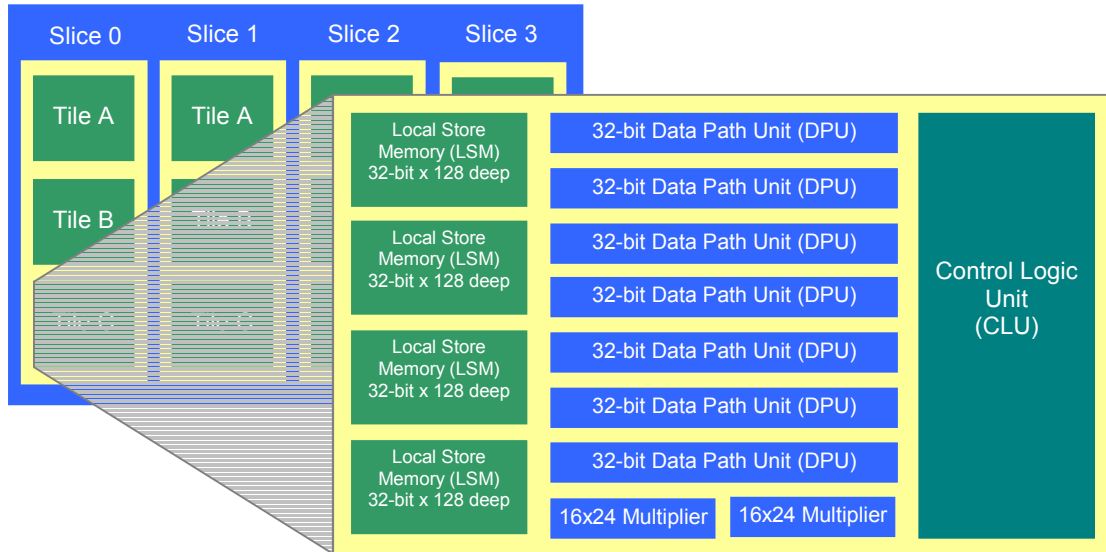 Slice 0
Slice 1
Slice 2
Slice 3
Tile A
Tile A
Tile B
Tile B
Tile C
Tile C
Local Store
Memory (LSM)
32-bit x 128 deep
Local Store
Memory (LSM)
32-bit x 128 deep
Local Store
Memory (LSM)
32-bit x 128 deep
Local Store
Memory (LSM)
32-bit x 128 deep
32-bit Data Path Unit (DPU)
32-bit Data Path Unit (DPU)
32-bit Data Path Unit (DPU)
32-bit Data Path Unit (DPU)
32-bit Data Path Unit (DPU)
32-bit Data Path Unit (DPU)
32-bit Data Path Unit (DPU)
16x24 Multiplier
16x24 Multiplier
Control Logic
Unit
(CLU)